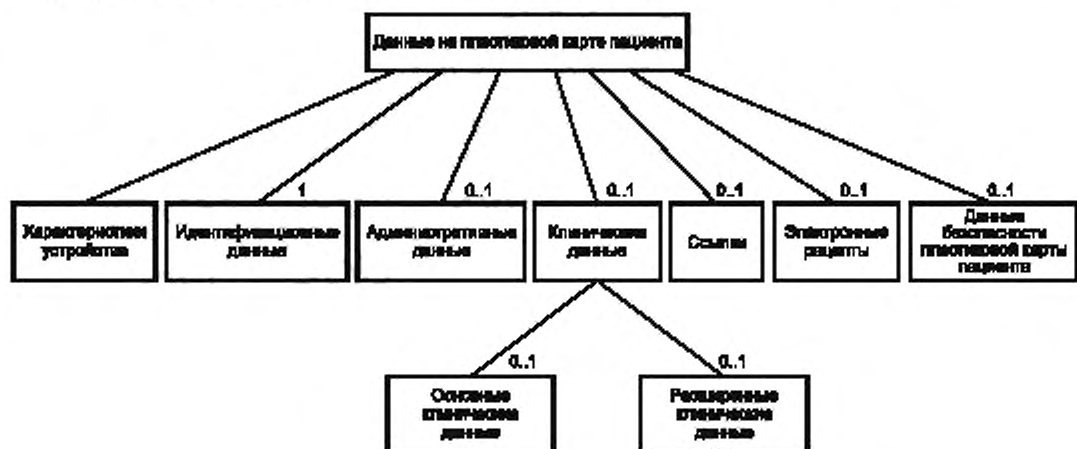 Данные на пластиковой карте пациента
1
0..1
0..1
0..1
0..1
0..1
Характеристики
устройства
Идентификационные
данные
Административные
данные
Клинические
данные
Ссылки
Электронные
рецепты
Данные
безопасности
пластиковой карты
пациента
0..1
0..1
Основные
клинические
данные
Расширенные
клинические
данные